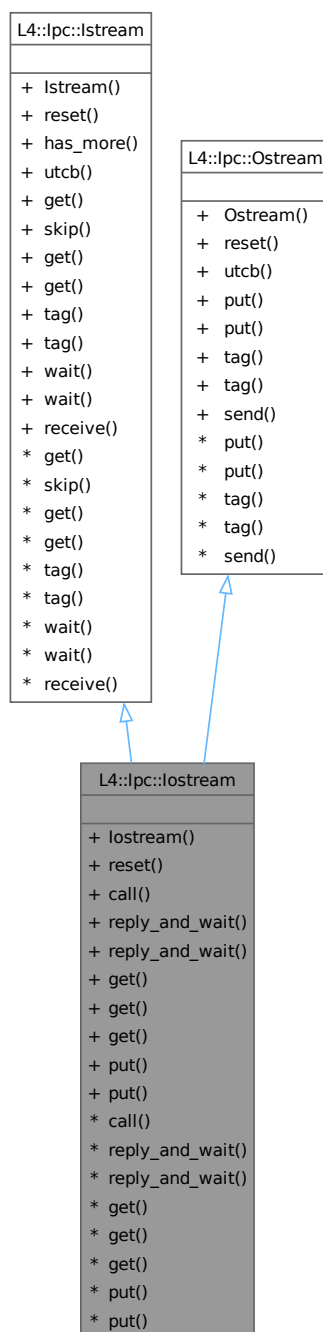 L4::Ipc::Istream
+ Istream()
+ reset()
+ has_more()
+ utcb()
+ get()
+ skip()
+ get()
+ get()
+ tag()
+ tag()
+ wait()
+ wait()
+ receive()
* get()
* skip()
* get()
* get()
* tag()
* tag()
* wait()
* wait()
* receive()
L4::Ipc::Ostream
+ Ostream()
+ reset()
+ utcb()
+ put()
+ put()
+ tag()
+ tag()
+ send()
* put()
* put()
* tag()
* tag()
* send()
L4::Ipc::Iostream
+ Iostream()
+ reset()
+ call()
+ reply_and_wait()
+ reply_and_wait()
+ get()
+ get()
+ get()
+ put()
+ put()
* call()
* reply_and_wait()
* reply_and_wait()
* get()
* get()
* get()
* put()
* put()